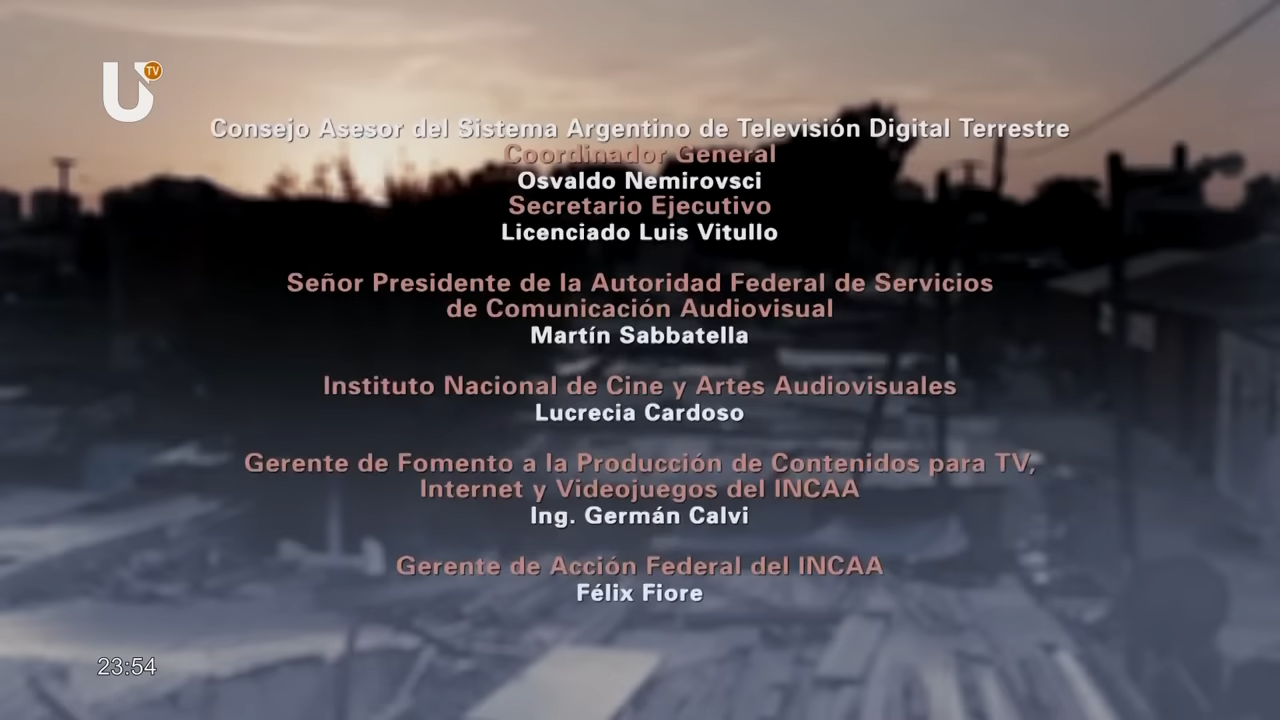 U TV
Consejo Asesor del Sistema Argentino de Televisión Digital Terrestre
Coordinador General
Osvaldo Nemirovsci
Secretario Ejecutivo
Licenciado Luis Vitullo
Señor Presidente de la Autoridad Federal de Servicios
de Comunicación Audiovisual
Martín Sabbatella
Instituto Nacional de Cine y Artes Audiovisuales
Lucrecia Cardoso
Gerente de Fomento a la Producción de Contenidos para TV,
Internet y Videojuegos del INCAA
Ing. Germán Calvi
Gerente de Acción Federal del INCAA
Félix Fiore
23:54